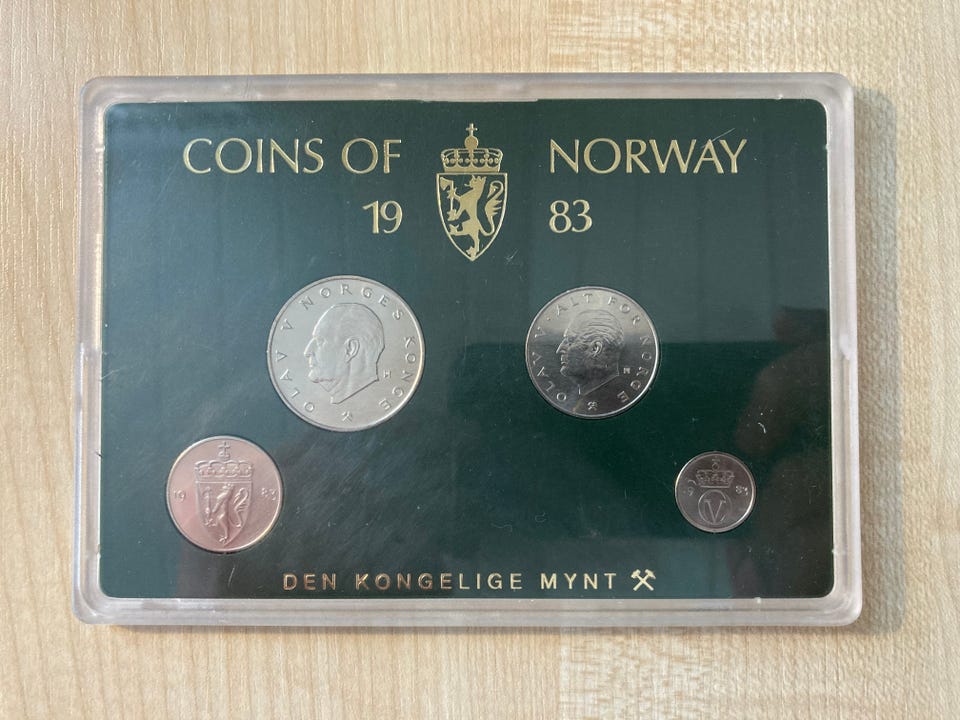 COINS OF NORWAY
19 83
OLAV V NORGES KONGE
H
OLAV V · ALT FOR NORGE
19 83
19 83
V
DEN KONGELIGE MYNT